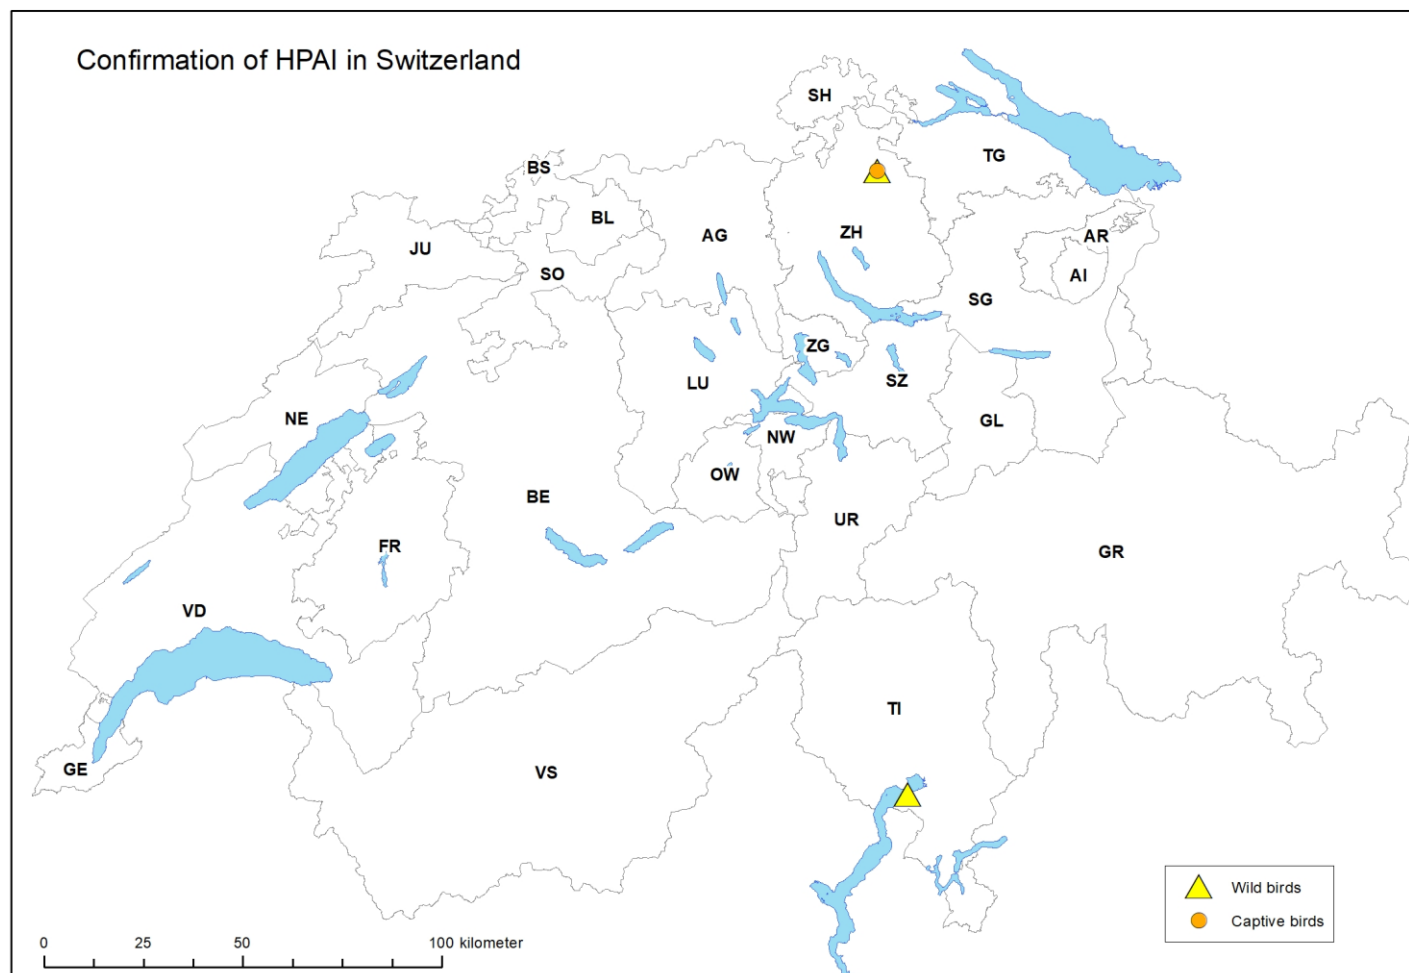 Confirmation of HPAI in Switzerland
SH
TG
BS
BL
AG
ZH
AR
JU
SO
AI
SG
ZG
LU
SZ
NE
NW
GL
OW
BE
UR
FR
GR
VD
TI
GE
VS
Wild birds
Captive birds
0 25 50 100 kilometer